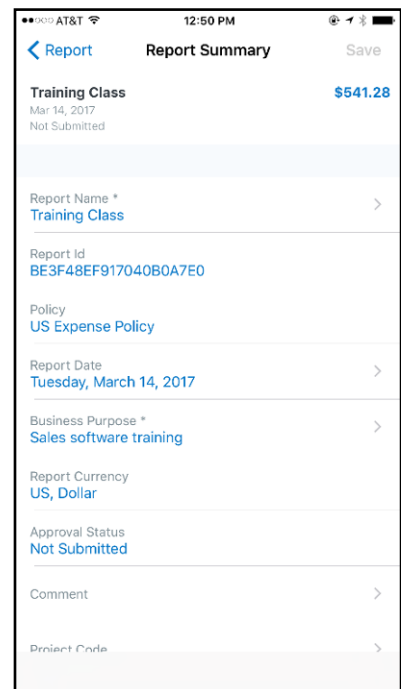 AT&T 12:50 PM
Report Report Summary Save
Training Class $541.28
Mar 14, 2017
Not Submitted
Report Name *
Training Class
Report Id
BE3F48EF917040B0A7E0
Policy
US Expense Policy
Report Date
Tuesday, March 14, 2017
Business Purpose *
Sales software training
Report Currency
US, Dollar
Approval Status
Not Submitted
Comment
Project Code